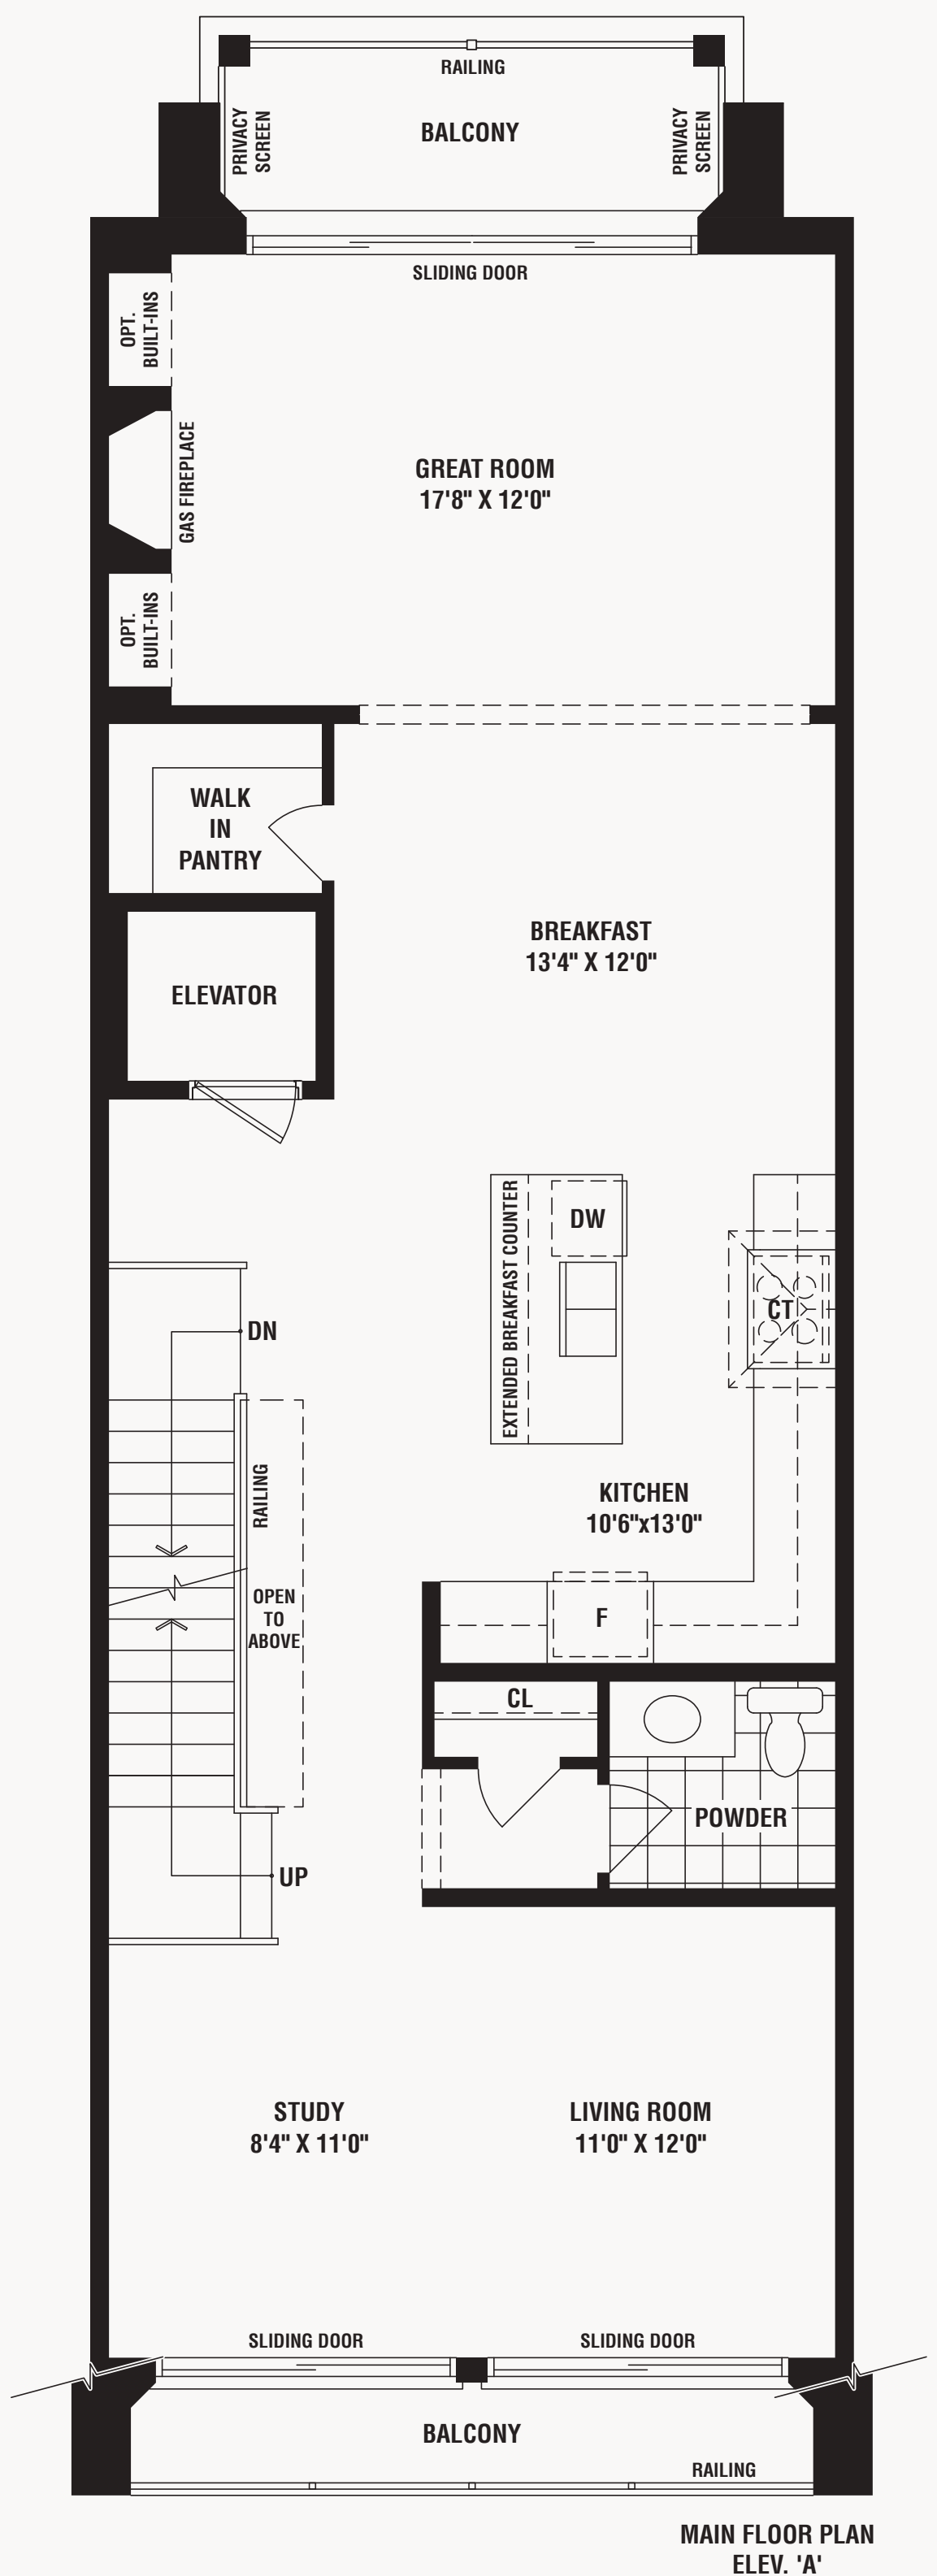 RAILING
PRIVACY
SCREEN
BALCONY
PRIVACY
SCREEN
SLIDING DOOR
OPT.
BUILT-INS
GAS FIREPLACE
GREAT ROOM
17'8" X 12'0"
OPT.
BUILT-INS
WALK
IN
PANTRY
BREAKFAST
13'4" X 12'0"
ELEVATOR
EXTENDED BREAKFAST COUNTER
DW
CT
DN
RAILING
KITCHEN
10'6"x13'0"
OPEN
TO
ABOVE
F
CL
POWDER
UP
STUDY
8'4" X 11'0"
LIVING ROOM
11'0" X 12'0"
SLIDING DOOR
SLIDING DOOR
BALCONY
RAILING
MAIN FLOOR PLAN
ELEV. 'A'